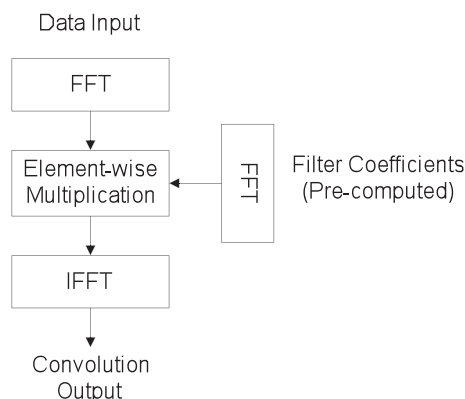 Data Input
FFT
Element-wise
Multiplication
FFT
Filter Coefficients
(Pre-computed)
IFFT
Convolution
Output